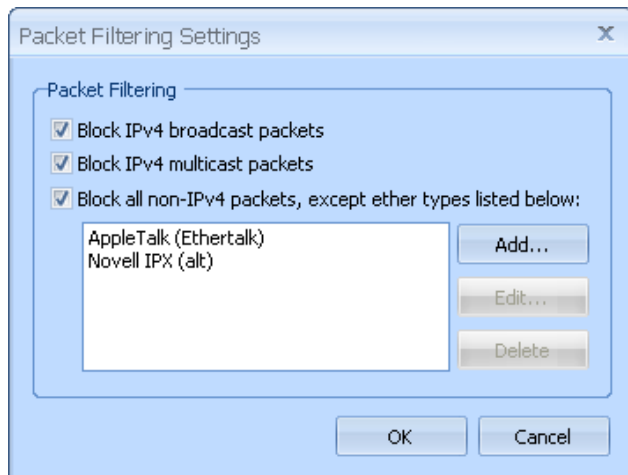 Packet Filtering Settings
Packet Filtering
Block IPv4 broadcast packets
Block IPv4 multicast packets
Block all non-IPv4 packets, except ether types listed below:
AppleTalk (Ethertalk)
Novell IPX (alt)
Add...
Edit...
Delete
OK
Cancel